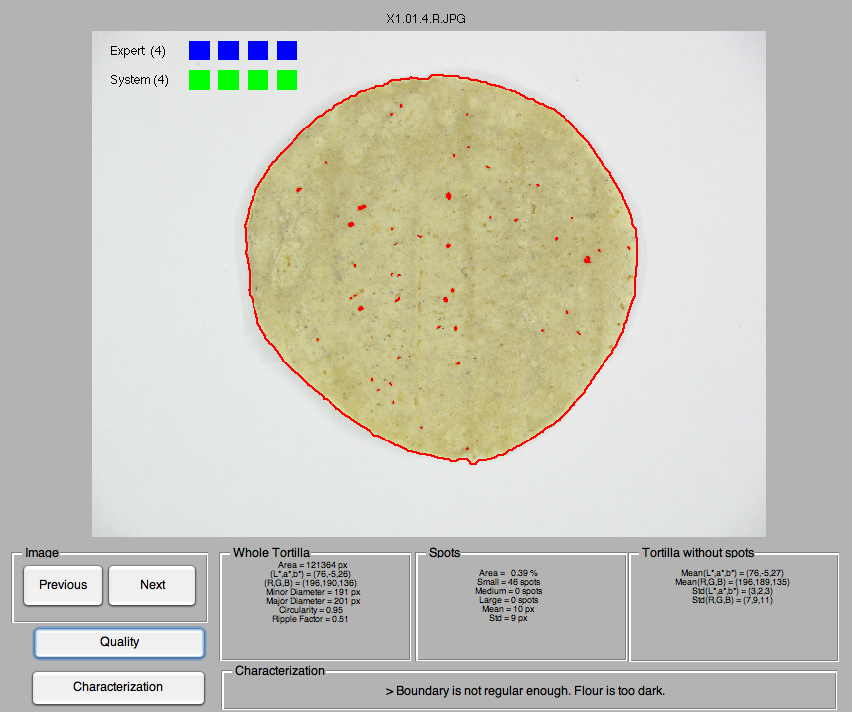 X1.01.4.R.JPG
Expert (4)
System (4)
Image
Previous
Next
Quality
Characterization
Whole Tortilla
Area = 121364 px
(L*,a*,b*) = (76,-5,26)
(R,G,B) = (196,190,136)
Minor Diameter = 191 px
Major Diameter = 201 px
Circularity = 0.95
Ripple Factor = 0.51
Spots
Area = 0.39 %
Small = 46 spots
Medium = 0 spots
Large = 0 spots
Mean = 10 px
Std = 9 px
Tortilla without spots
Mean(L*,a*,b*) = (76,-5,27)
Mean(R,G,B) = (196,189,135)
Std(L*,a*,b*) = (3,2,3)
Std(R,G,B) = (7,9,11)
Characterization
> Boundary is not regular enough. Flour is too dark.